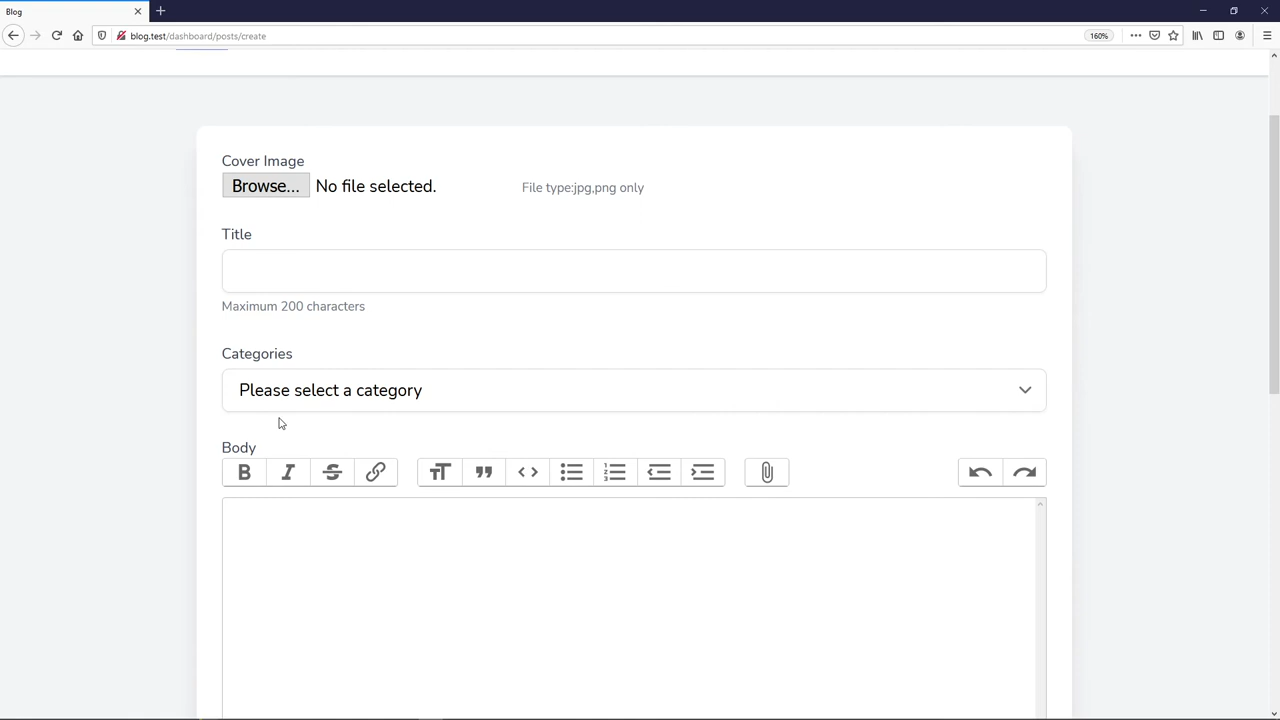 Blog
blog.test/dashboard/posts/create
160%
Cover Image
Browse... No file selected.
File type:jpg,png only
Title
Maximum 200 characters
Categories
Please select a category
Body